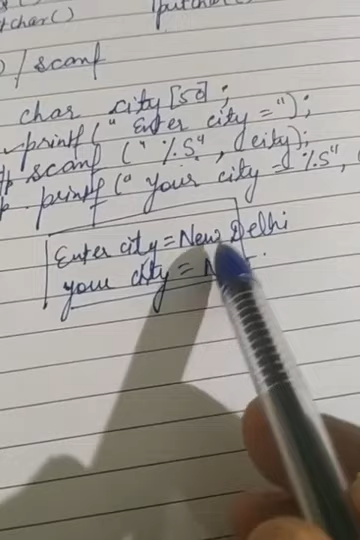 tchar()
putchar()
) / scanf
char city [50] ;
printf (" Enter city =");
scanf (" %s" , &city);
printf (" your city = %s",
Enter city = New Delhi
your city = N